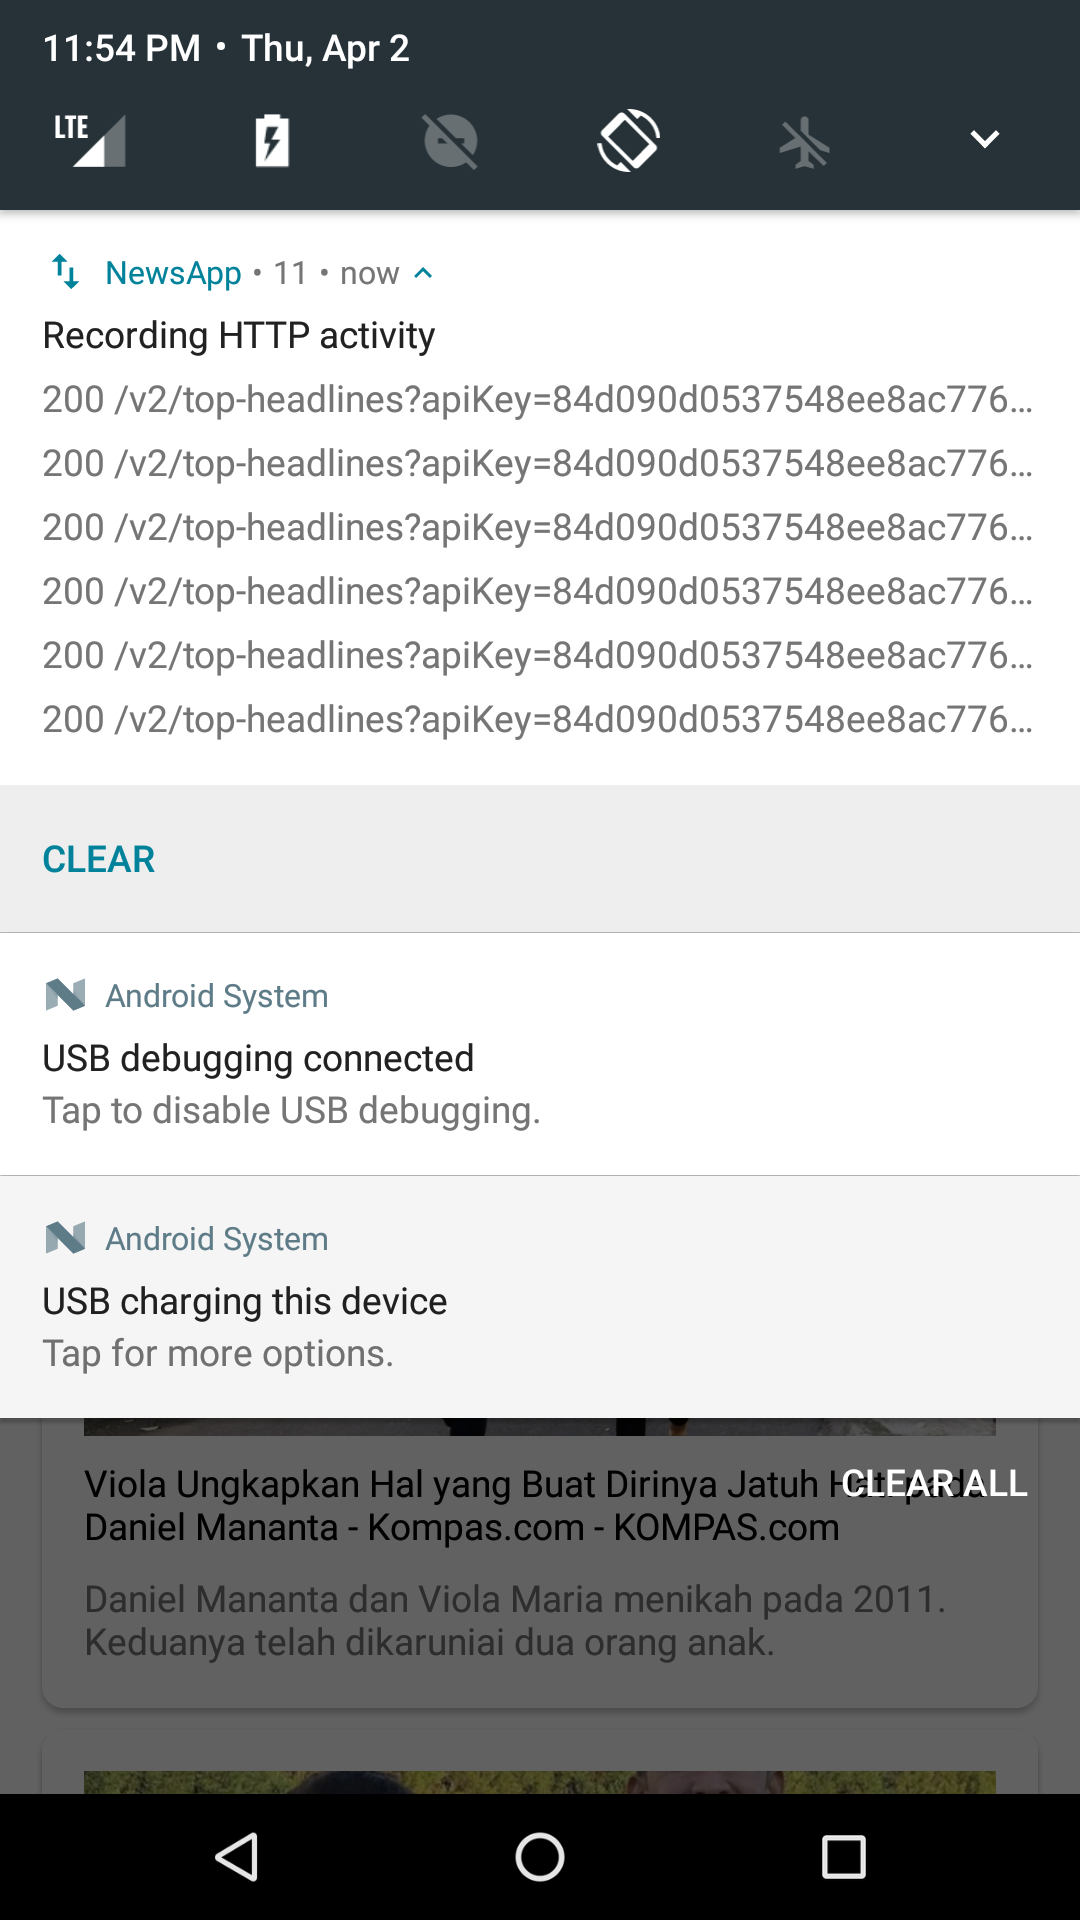 11:54 PM • Thu, Apr 2
LTE
NewsApp • 11 • now
Recording HTTP activity
200 /v2/top-headlines?apiKey=84d090d0537548ee8ac776...
200 /v2/top-headlines?apiKey=84d090d0537548ee8ac776...
200 /v2/top-headlines?apiKey=84d090d0537548ee8ac776...
200 /v2/top-headlines?apiKey=84d090d0537548ee8ac776...
200 /v2/top-headlines?apiKey=84d090d0537548ee8ac776...
200 /v2/top-headlines?apiKey=84d090d0537548ee8ac776...
CLEAR
Android System
USB debugging connected
Tap to disable USB debugging.
Android System
USB charging this device
Tap for more options.
CLEAR ALL
Viola Ungkapkan Hal yang Buat Dirinya Jatuh Hati pada
Daniel Mananta - Kompas.com - KOMPAS.com
Daniel Mananta dan Viola Maria menikah pada 2011.
Keduanya telah dikaruniai dua orang anak.